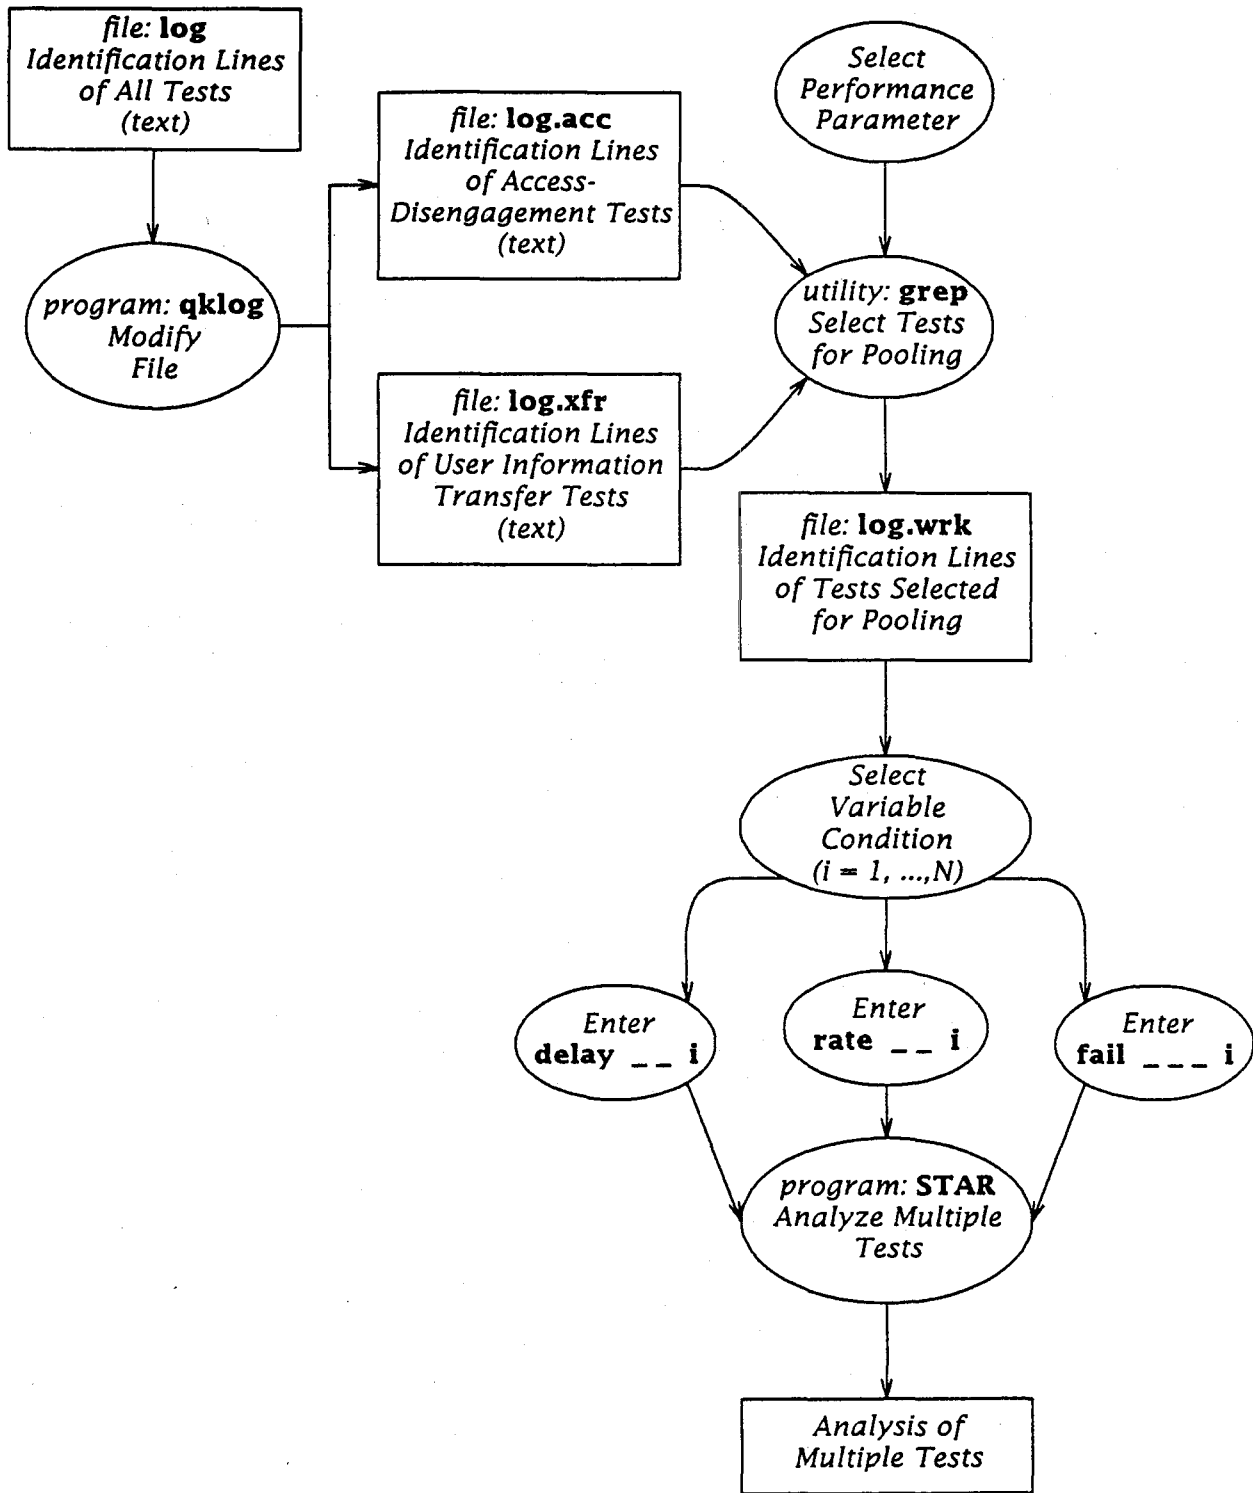 file: log
Identification Lines
of All Tests
(text)
Select
Performance
Parameter
file: log.acc
Identification Lines
of Access-
Disengagement Tests
(text)
program: qklog
Modify
File
utility: grep
Select Tests
for Pooling
file: log.xfr
Identification Lines
of User Information
Transfer Tests
(text)
file: log.wrk
Identification Lines
of Tests Selected
for Pooling
Select
Variable
Condition
(i = 1, ...,N)
Enter
delay _ _ i
Enter
rate _ _ i
Enter
fail _ _ _ i
program: STAR
Analyze Multiple
Tests
Analysis of
Multiple Tests